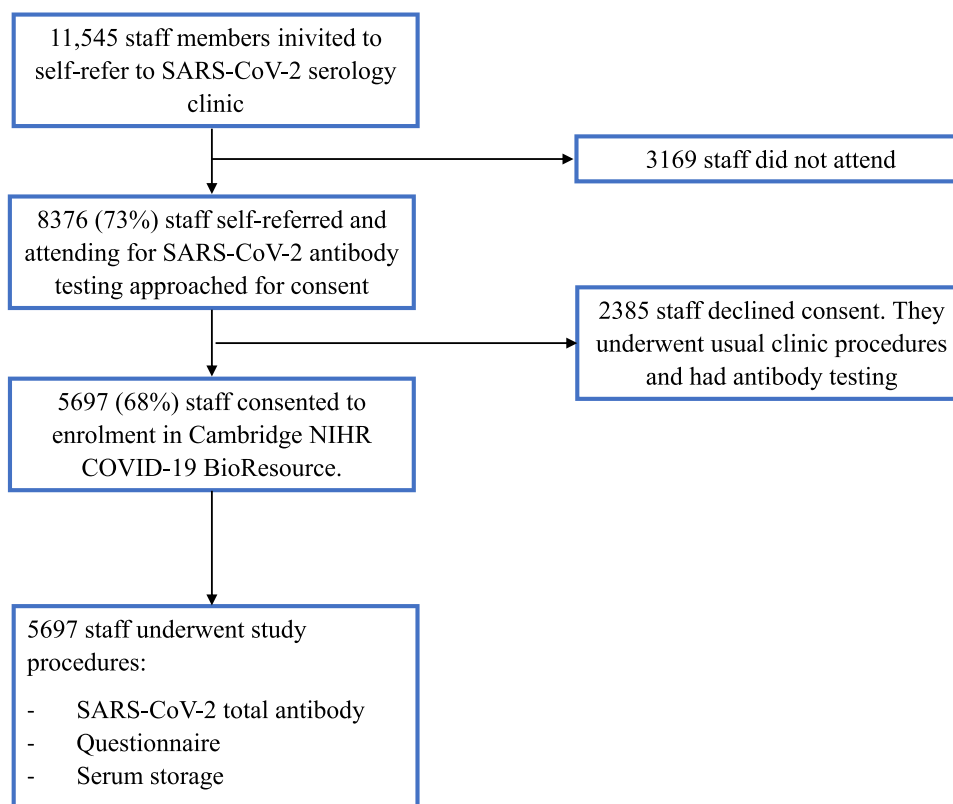 11,545 staff members inivited to
self-refer to SARS-CoV-2 serology
clinic
3169 staff did not attend
8376 (73%) staff self-referred and
attending for SARS-CoV-2 antibody
testing approached for consent
2385 staff declined consent. They
underwent usual clinic procedures
and had antibody testing
5697 (68%) staff consented to
enrolment in Cambridge NIHR
COVID-19 BioResource.
5697 staff underwent study
procedures:
- SARS-CoV-2 total antibody
- Questionnaire
- Serum storage